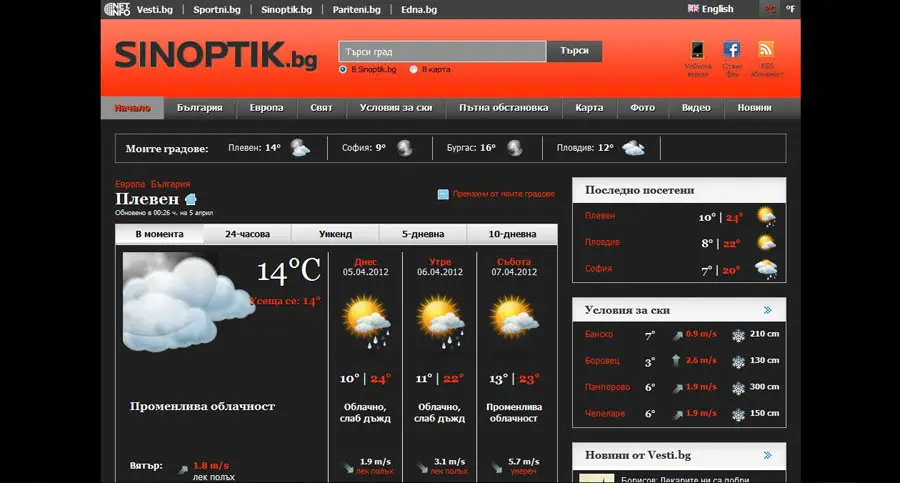 NET INFO Vesti.bg | Sportni.bg | Sinoptik.bg | Pariteni.bg | Edna.bg English °C °F
SINOPTIK.bg
Търси град Търси
В Sinoptik.bg В карта
Мобилна версия
Стани фен
RSS абонамент
Начало България Европа Свят Условия за ски Пътна обстановка Карта Фото Видео Новини
Моите градове: Плевен: 14° София: 9° Бургас: 16° Пловдив: 12°
Европа България
Плевен
Обновено в 00:26 ч. на 5 април
Премахни от моите градове
В момента 24-часова Уикенд 5-дневна 10-дневна
14°C
Усеща се: 14°
Променлива облачност
Вятър: 1.8 m/s
лек полъх
Днес
05.04.2012
10° | 24°
Облачно,
слаб дъжд
1.9 m/s
лек полъх
Утре
06.04.2012
11° | 22°
Облачно,
слаб дъжд
3.1 m/s
лек полъх
Събота
07.04.2012
13° | 23°
Променлива
облачност
5.7 m/s
умерен
Последно посетени
Плевен 10° | 24°
Пловдив 8° | 22°
София 7° | 20°
Условия за ски
Банско 7° 0.9 m/s 210 cm
Боровец 3° 2.6 m/s 130 cm
Пампорово 6° 1.9 m/s 300 cm
Чепеларе 6° 1.9 m/s 150 cm
Новини от Vesti.bg
Борисов: Лекарите ни са добри,